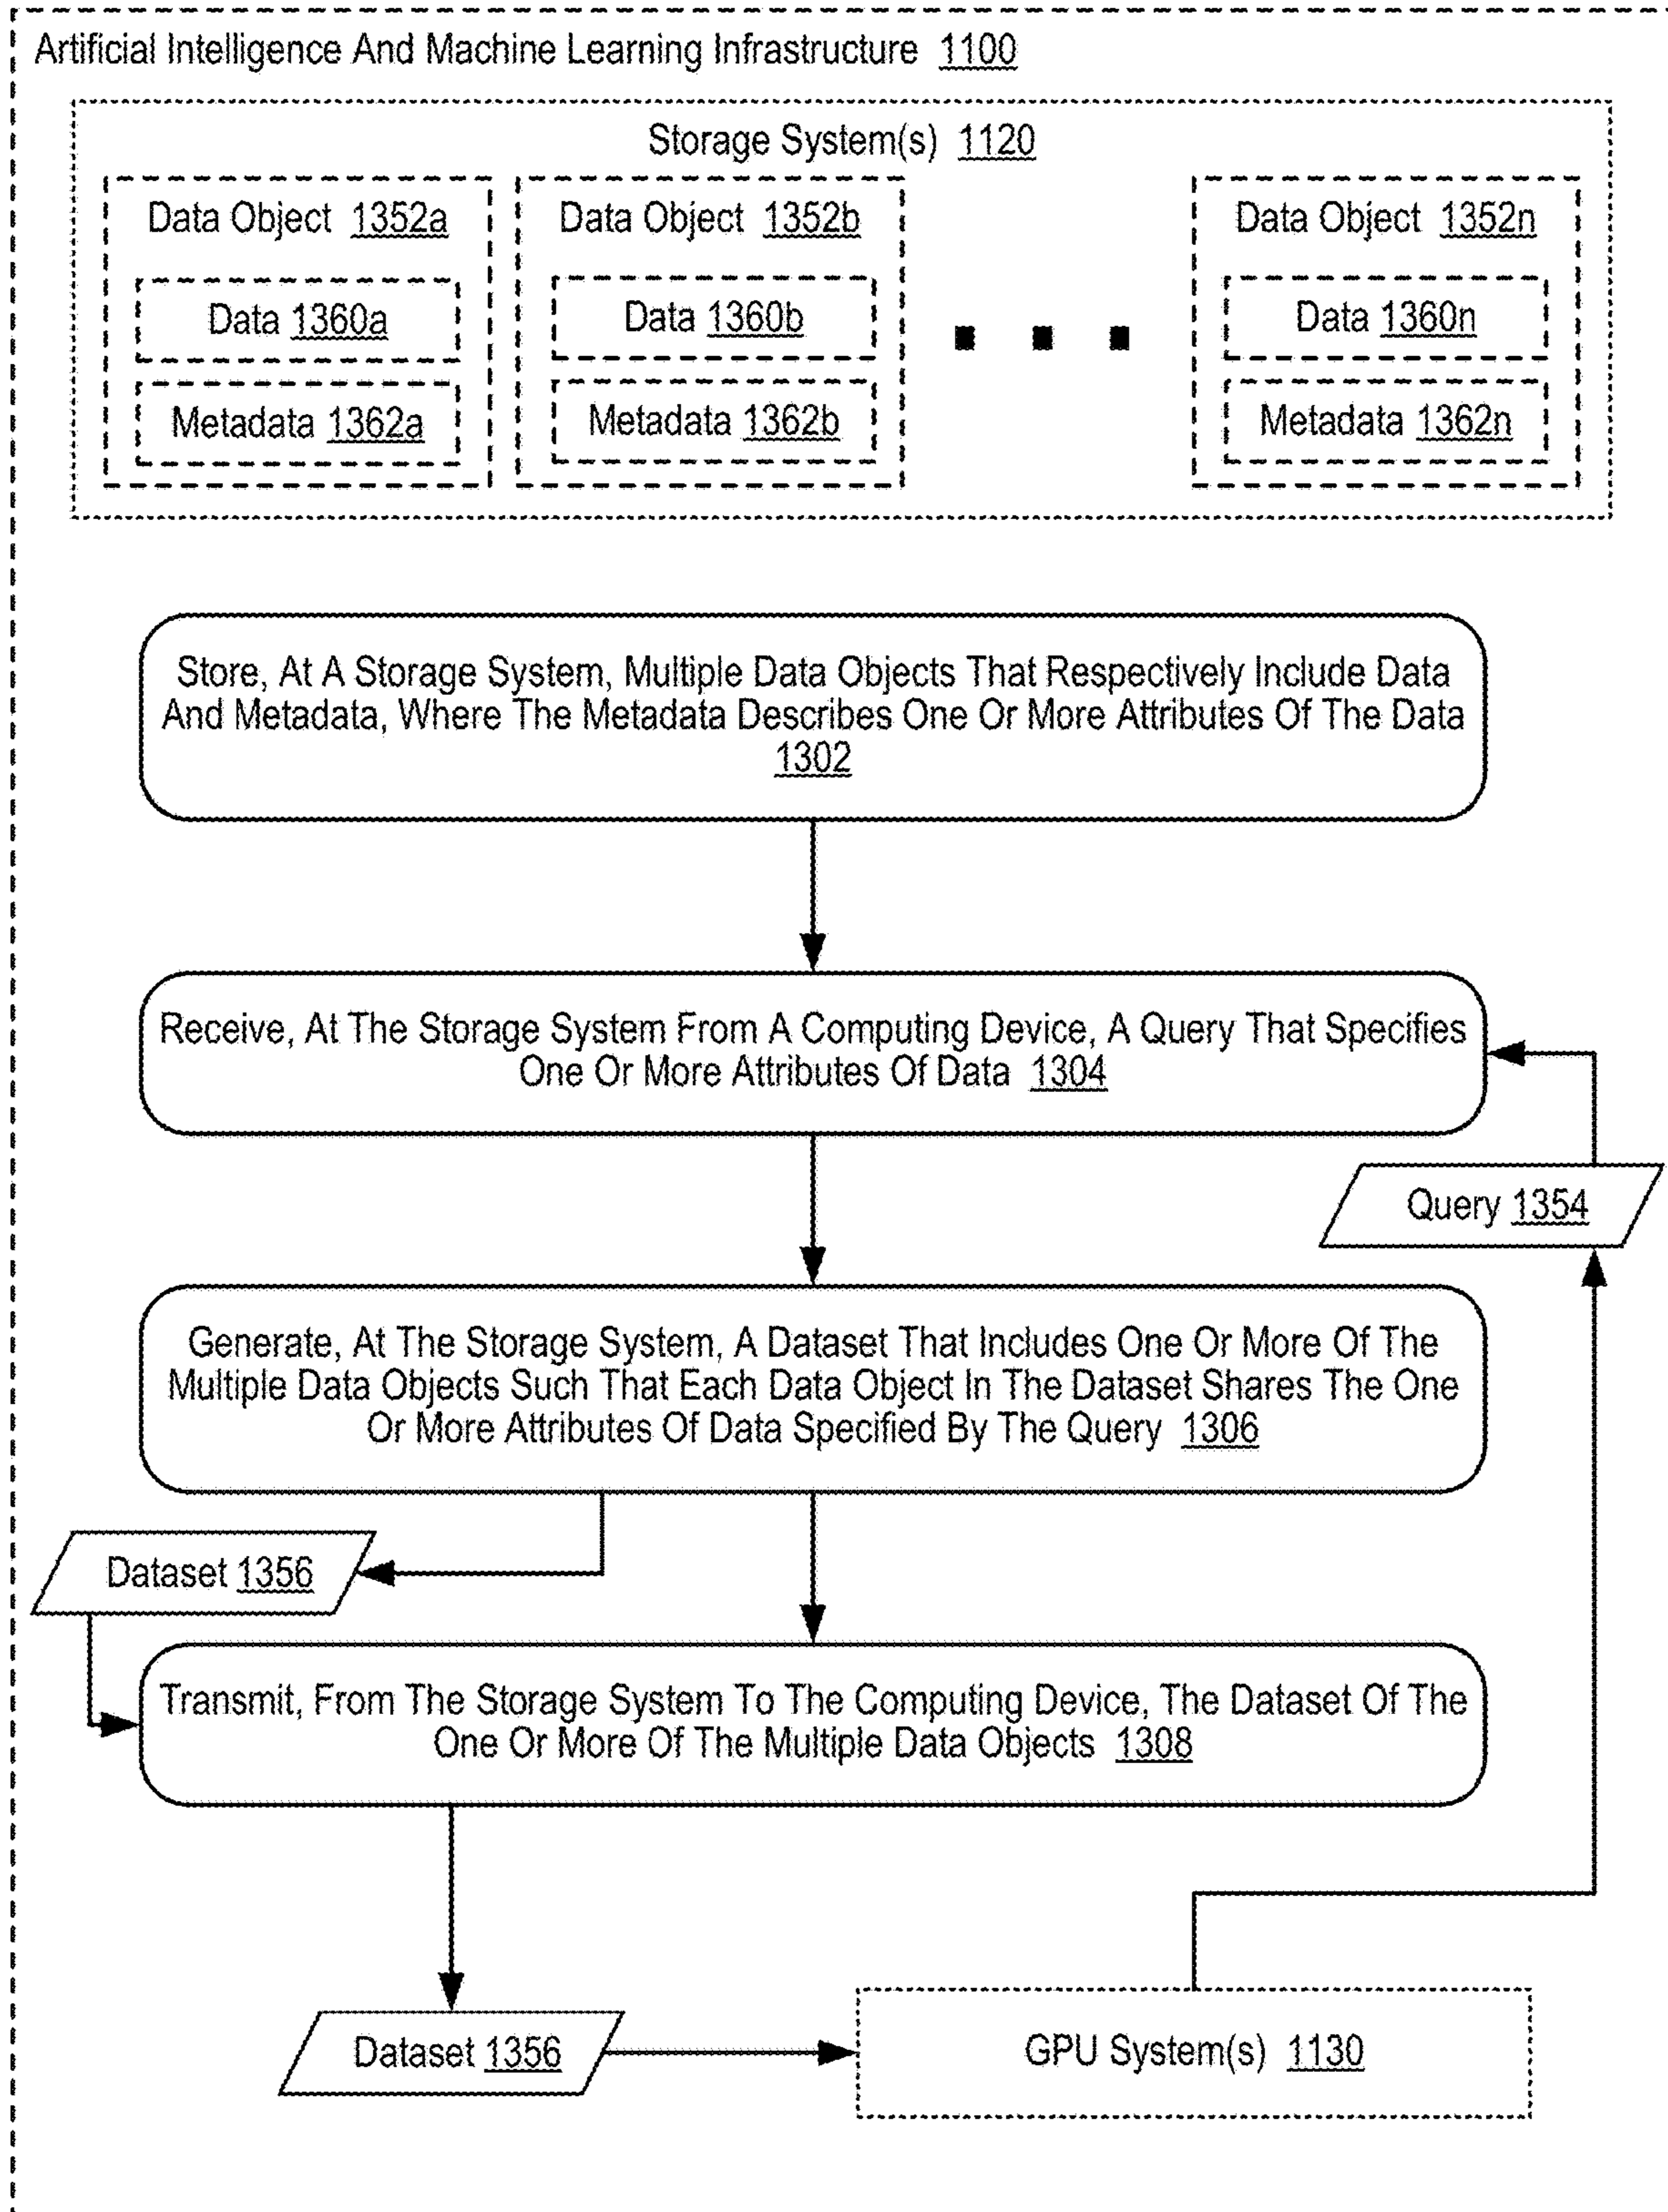 Artificial Intelligence And Machine Learning Infrastructure 1100
Storage System(s) 1120
Data Object 1352a
Data 1360a
Metadata 1362a
Data Object 1352b
Data 1360b
Metadata 1362b
Data Object 1352n
Data 1360n
Metadata 1362n
Store, At A Storage System, Multiple Data Objects That Respectively Include Data
And Metadata, Where The Metadata Describes One Or More Attributes Of The Data
1302
Receive, At The Storage System From A Computing Device, A Query That Specifies
One Or More Attributes Of Data 1304
Query 1354
Generate, At The Storage System, A Dataset That Includes One Or More Of The
Multiple Data Objects Such That Each Data Object In The Dataset Shares The One
Or More Attributes Of Data Specified By The Query 1306
Dataset 1356
Transmit, From The Storage System To The Computing Device, The Dataset Of The
One Or More Of The Multiple Data Objects 1308
Dataset 1356
GPU System(s) 1130